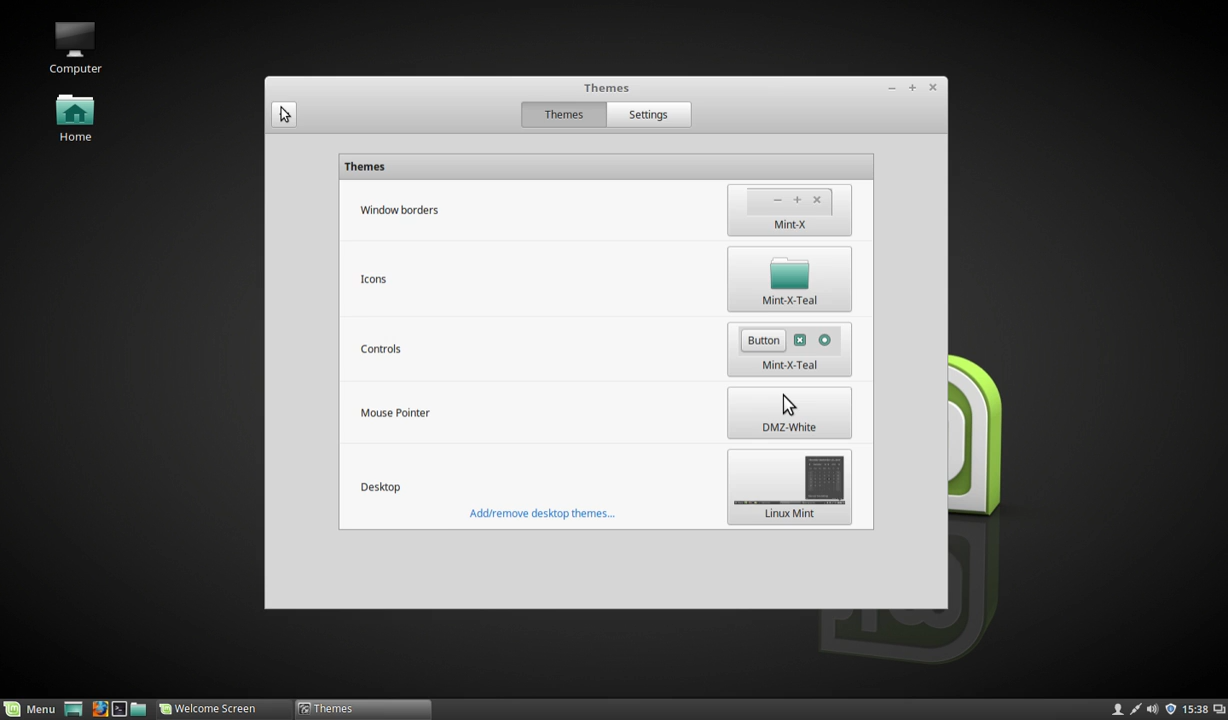 Computer
Home
Themes
Themes
Settings
Themes
Window borders
Mint-X
Icons
Mint-X-Teal
Controls
Button
Mint-X-Teal
Mouse Pointer
DMZ-White
Desktop
Add/remove desktop themes...
Linux Mint
Menu
Welcome Screen
Themes
15:38